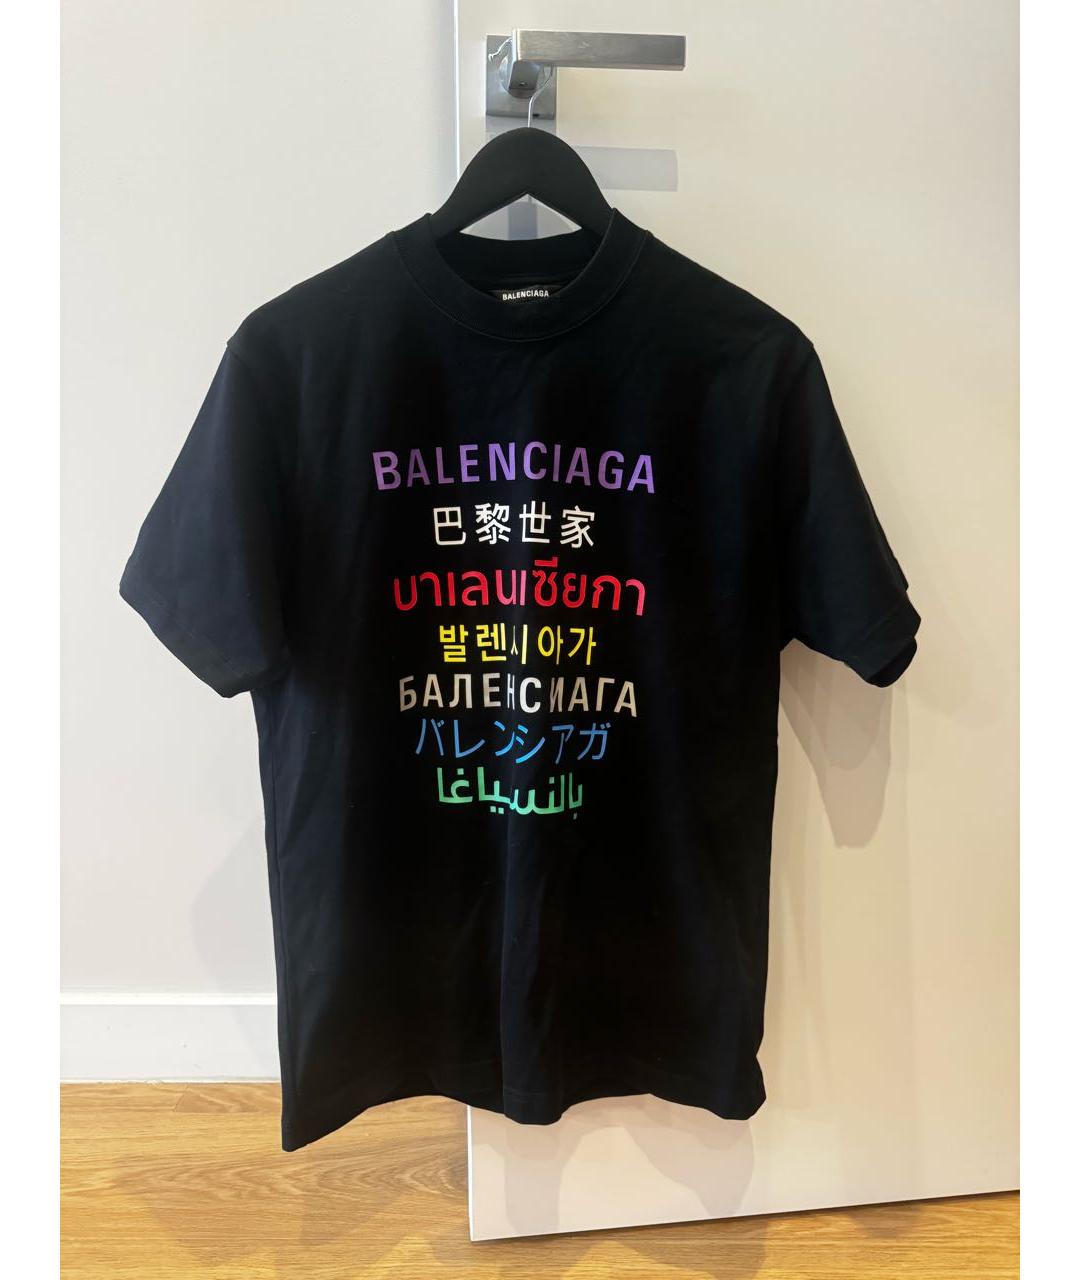 BALENCIAGA
BALENCIAGA
巴黎世家
บาเลนเซียกา
발렌시아가
БАЛЕНСИАГА
バレンシアガ
بالنسياغا